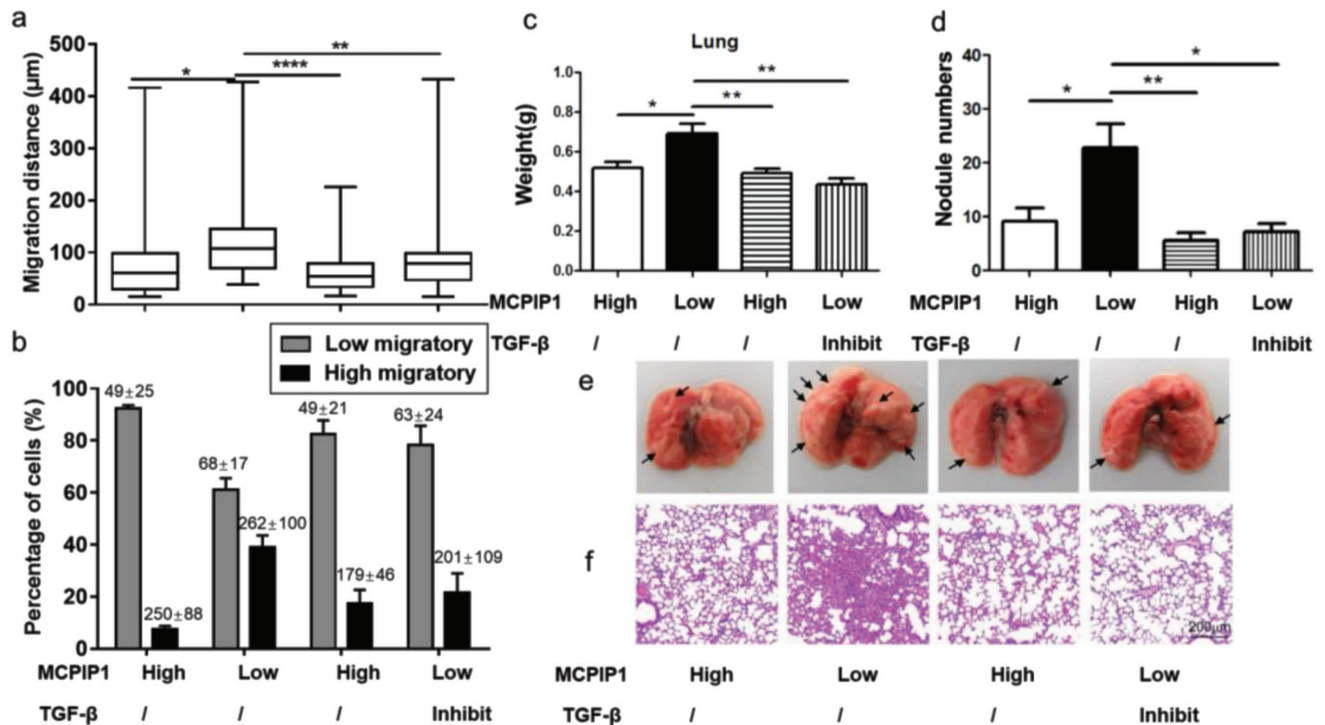 a
500
400
300
200
100
0
Migration distance (µm)
*
****
**
b
Low migratory
High migratory
100
80
60
40
20
0
Percentage of cells (%)
49±25
250±88
68±17
262±100
49±21
179±46
63±24
201±109
MCPIP1 High Low High Low
TGF-β / / / Inhibit
c
Lung
1.0
0.8
0.6
0.4
0.2
0.0
Weight(g)
*
**
**
MCPIP1 High Low High Low
TGF-β / / / Inhibit
d
40
30
20
10
0
Nodule numbers
*
**
*
MCPIP1 High Low High Low
TGF-β / / / Inhibit
e
f
200µm
MCPIP1 High Low High Low
TGF-β / / / Inhibit